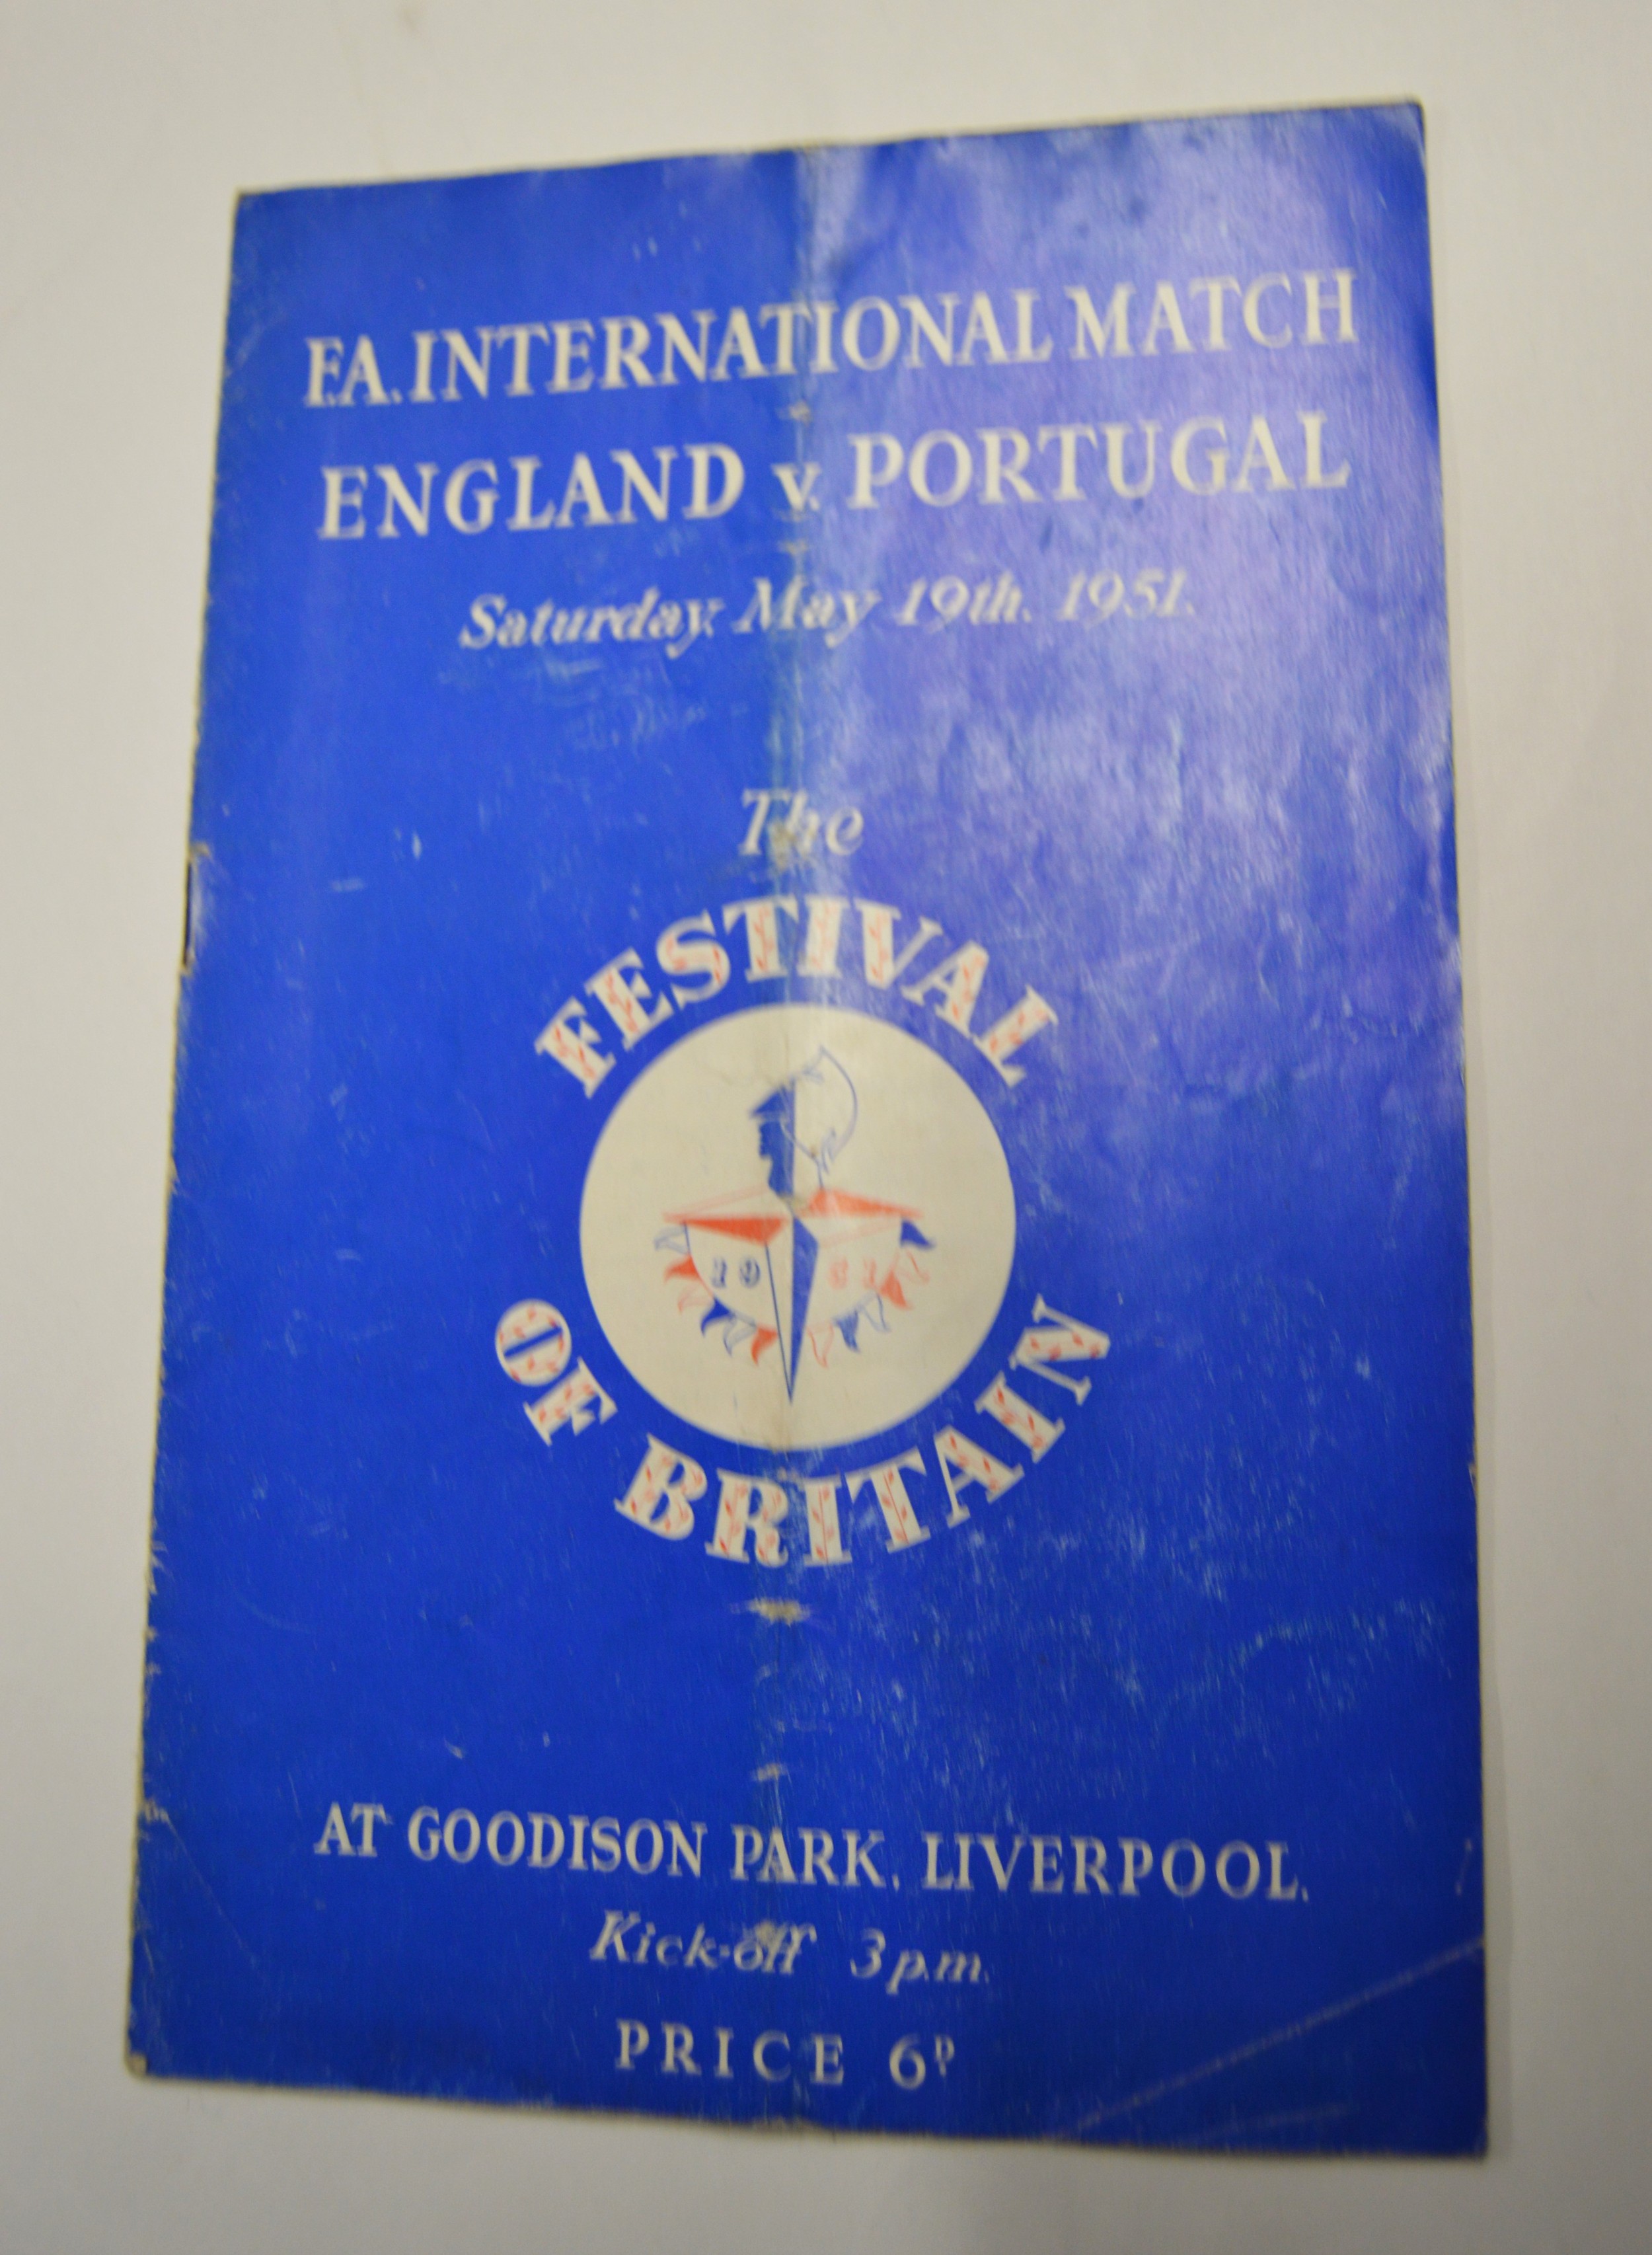 F.A. INTERNATIONAL MATCH
ENGLAND v. PORTUGAL
Saturday, May 19th. 1951.
The
FESTIVAL
1951
OF BRITAIN
AT GOODISON PARK, LIVERPOOL.
Kick-off 3 p.m.
PRICE 6D